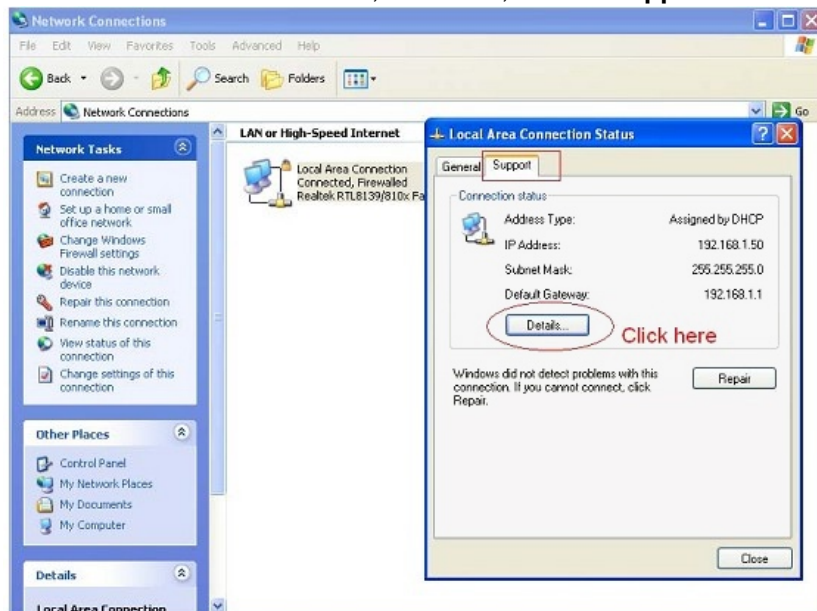 Network Connections
File Edit View Favorites Tools Advanced Help
Back Search Folders
Address Network Connections Go
Network Tasks
Create a new
connection
Set up a home or small
office network
Change Windows
Firewall settings
Disable this network
device
Repair this connection
Rename this connection
View status of this
connection
Change settings of this
connection
Other Places
Control Panel
My Network Places
My Documents
My Computer
Details
Local Area Connection
LAN or High-Speed Internet
Local Area Connection
Connected, Firewalled
Realtek RTL8139/810x Fa
Local Area Connection Status
General Support
Connection status
Address Type: Assigned by DHCP
IP Address: 192.168.1.50
Subnet Mask: 255.255.255.0
Default Gateway: 192.168.1.1
Details...
Click here
Windows did not detect problems with this
connection. If you cannot connect, click
Repair.
Repair
Close